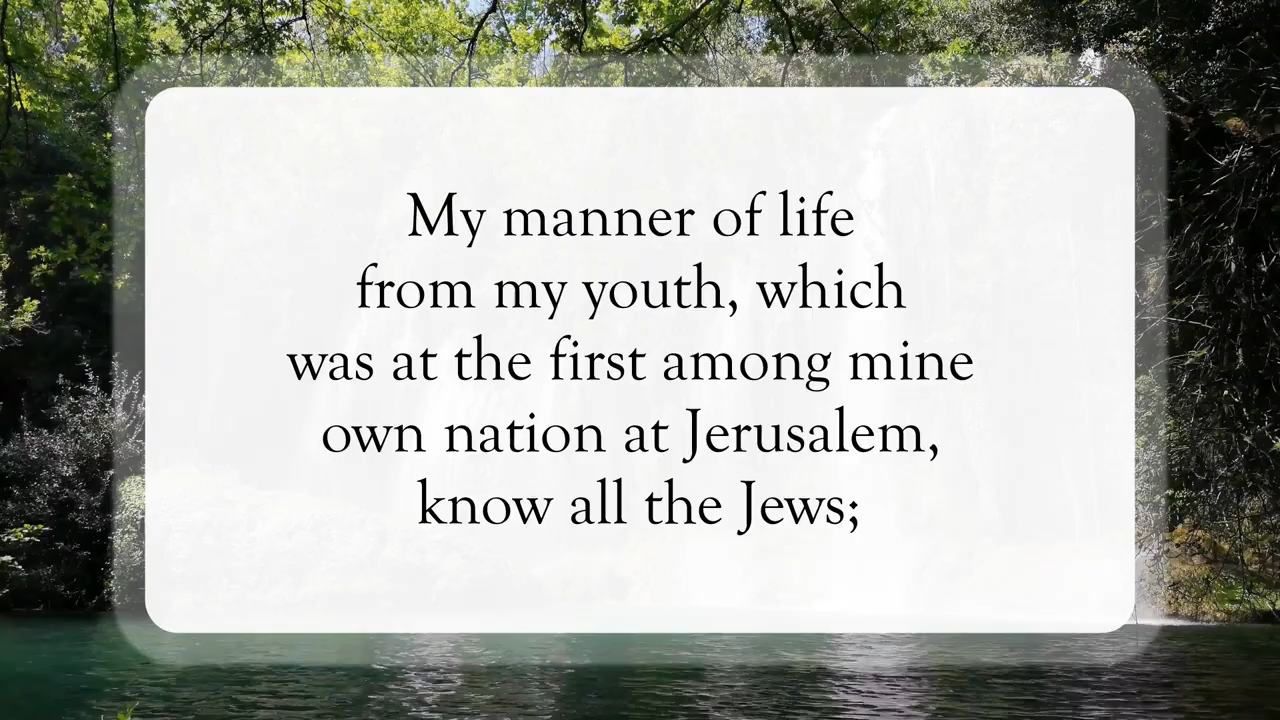 My manner of life
from my youth, which
was at the first among mine
own nation at Jerusalem,
know all the Jews;